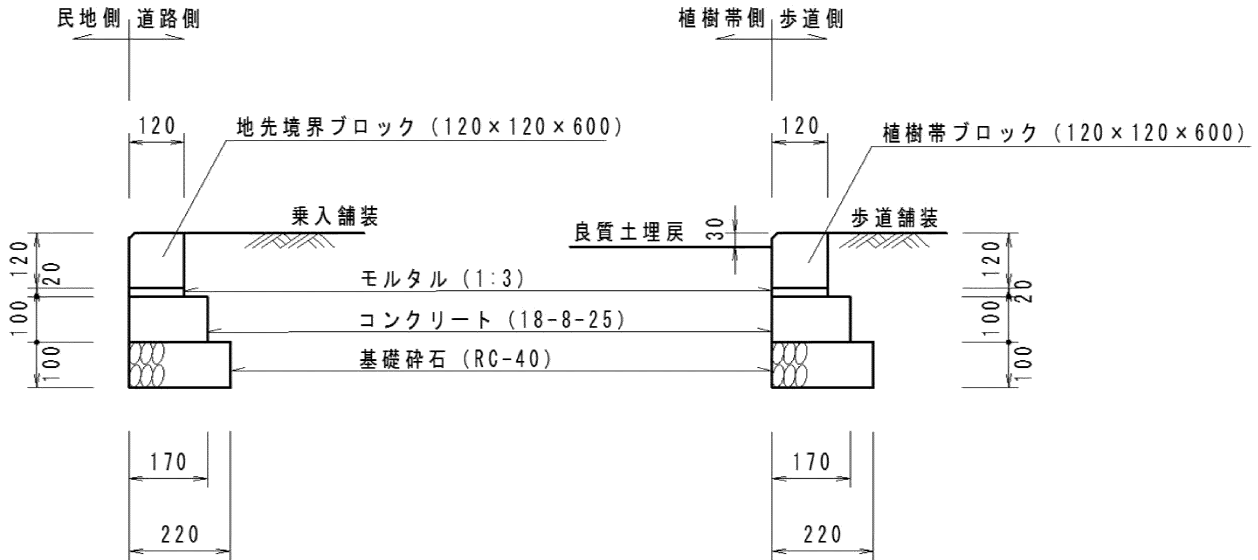 民地側 道路側
植樹帯側 歩道側
120
地先境界ブロック (120×120×600)
120
植樹帯ブロック (120×120×600)
乗入舗装
良質土埋戻
30
歩道舗装
120
20
100
100
モルタル (1:3)
コンクリート (18-8-25)
基礎砕石 (RC-40)
120
20
100
100
170
220
170
220